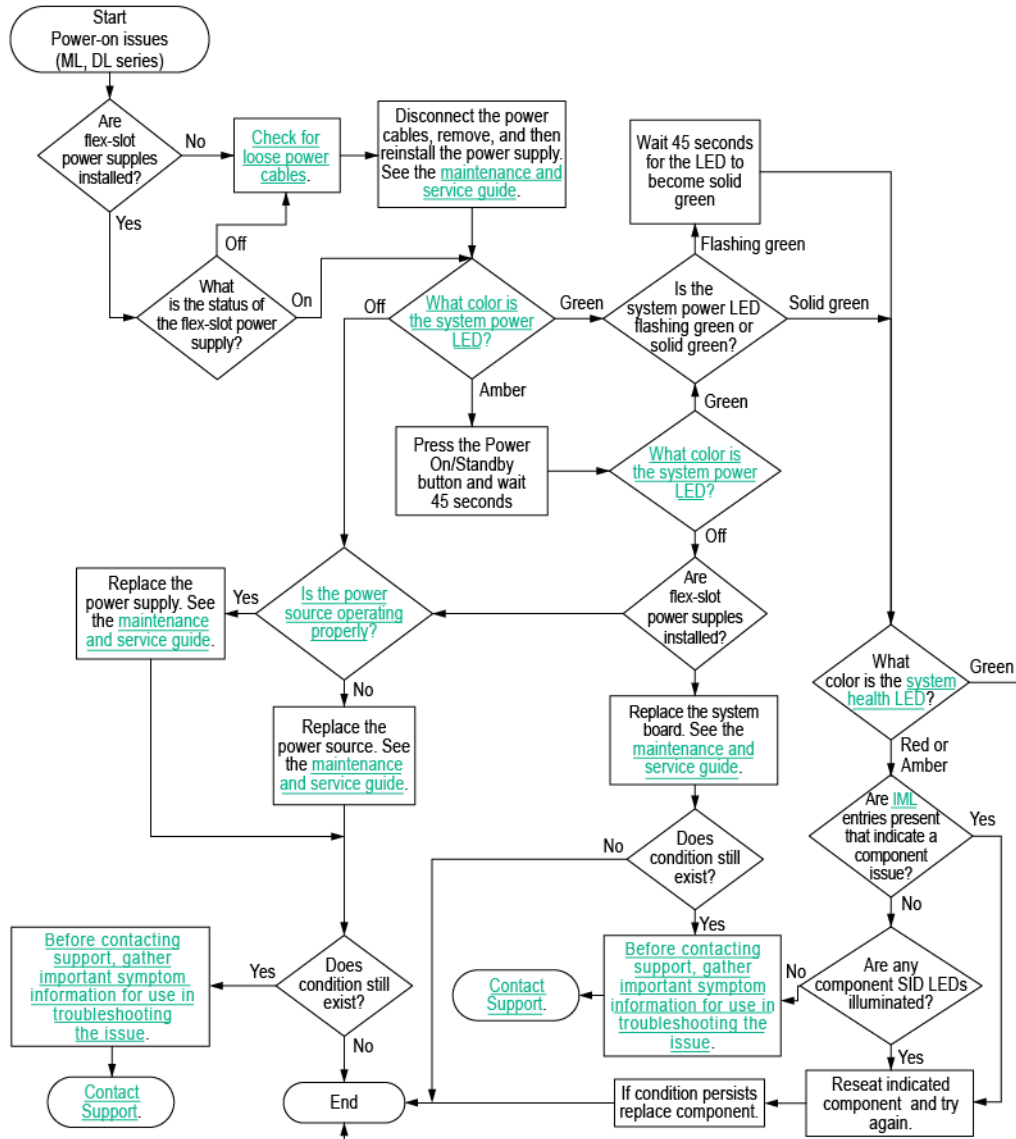 Start
Power-on issues
(ML, DL series)
Are
flex-slot
power supples
installed?
No
Yes
Check for
loose power
cables.
Disconnect the power
cables, remove, and then
reinstall the power supply.
See the maintenance and
service guide.
Wait 45 seconds
for the LED to
become solid
green
Off
What
is the status of
the flex-slot power
supply?
On
Off
What color is
the system power
LED?
Green
Amber
Flashing green
Is the
system power LED
flashing green or
solid green?
Solid green
Green
Press the Power
On/Standby
button and wait
45 seconds
What color is
the system power
LED?
Off
Replace the
power supply. See
the maintenance
and service guide.
Yes
Is the power
source operating
properly?
No
Are
flex-slot
power supples
installed?
What
color is the system
health LED?
Green
Red or
Amber
Replace the
power source. See
the maintenance
and service guide.
Replace the system
board. See the
maintenance and
service guide.
Are IML
entries present
that indicate a
component
issue?
Yes
No
No
Does
condition still
exist?
Yes
Before contacting
support, gather
important symptom
information for use in
troubleshooting
the issue.
Yes
Does
condition still
exist?
No
Contact
Support.
Before contacting
support, gather
important symptom
information for use in
troubleshooting the
issue.
No
Are any
component SID LEDs
illuminated?
Yes
Contact
Support.
End
If condition persists
replace component.
Reseat indicated
component and try
again.